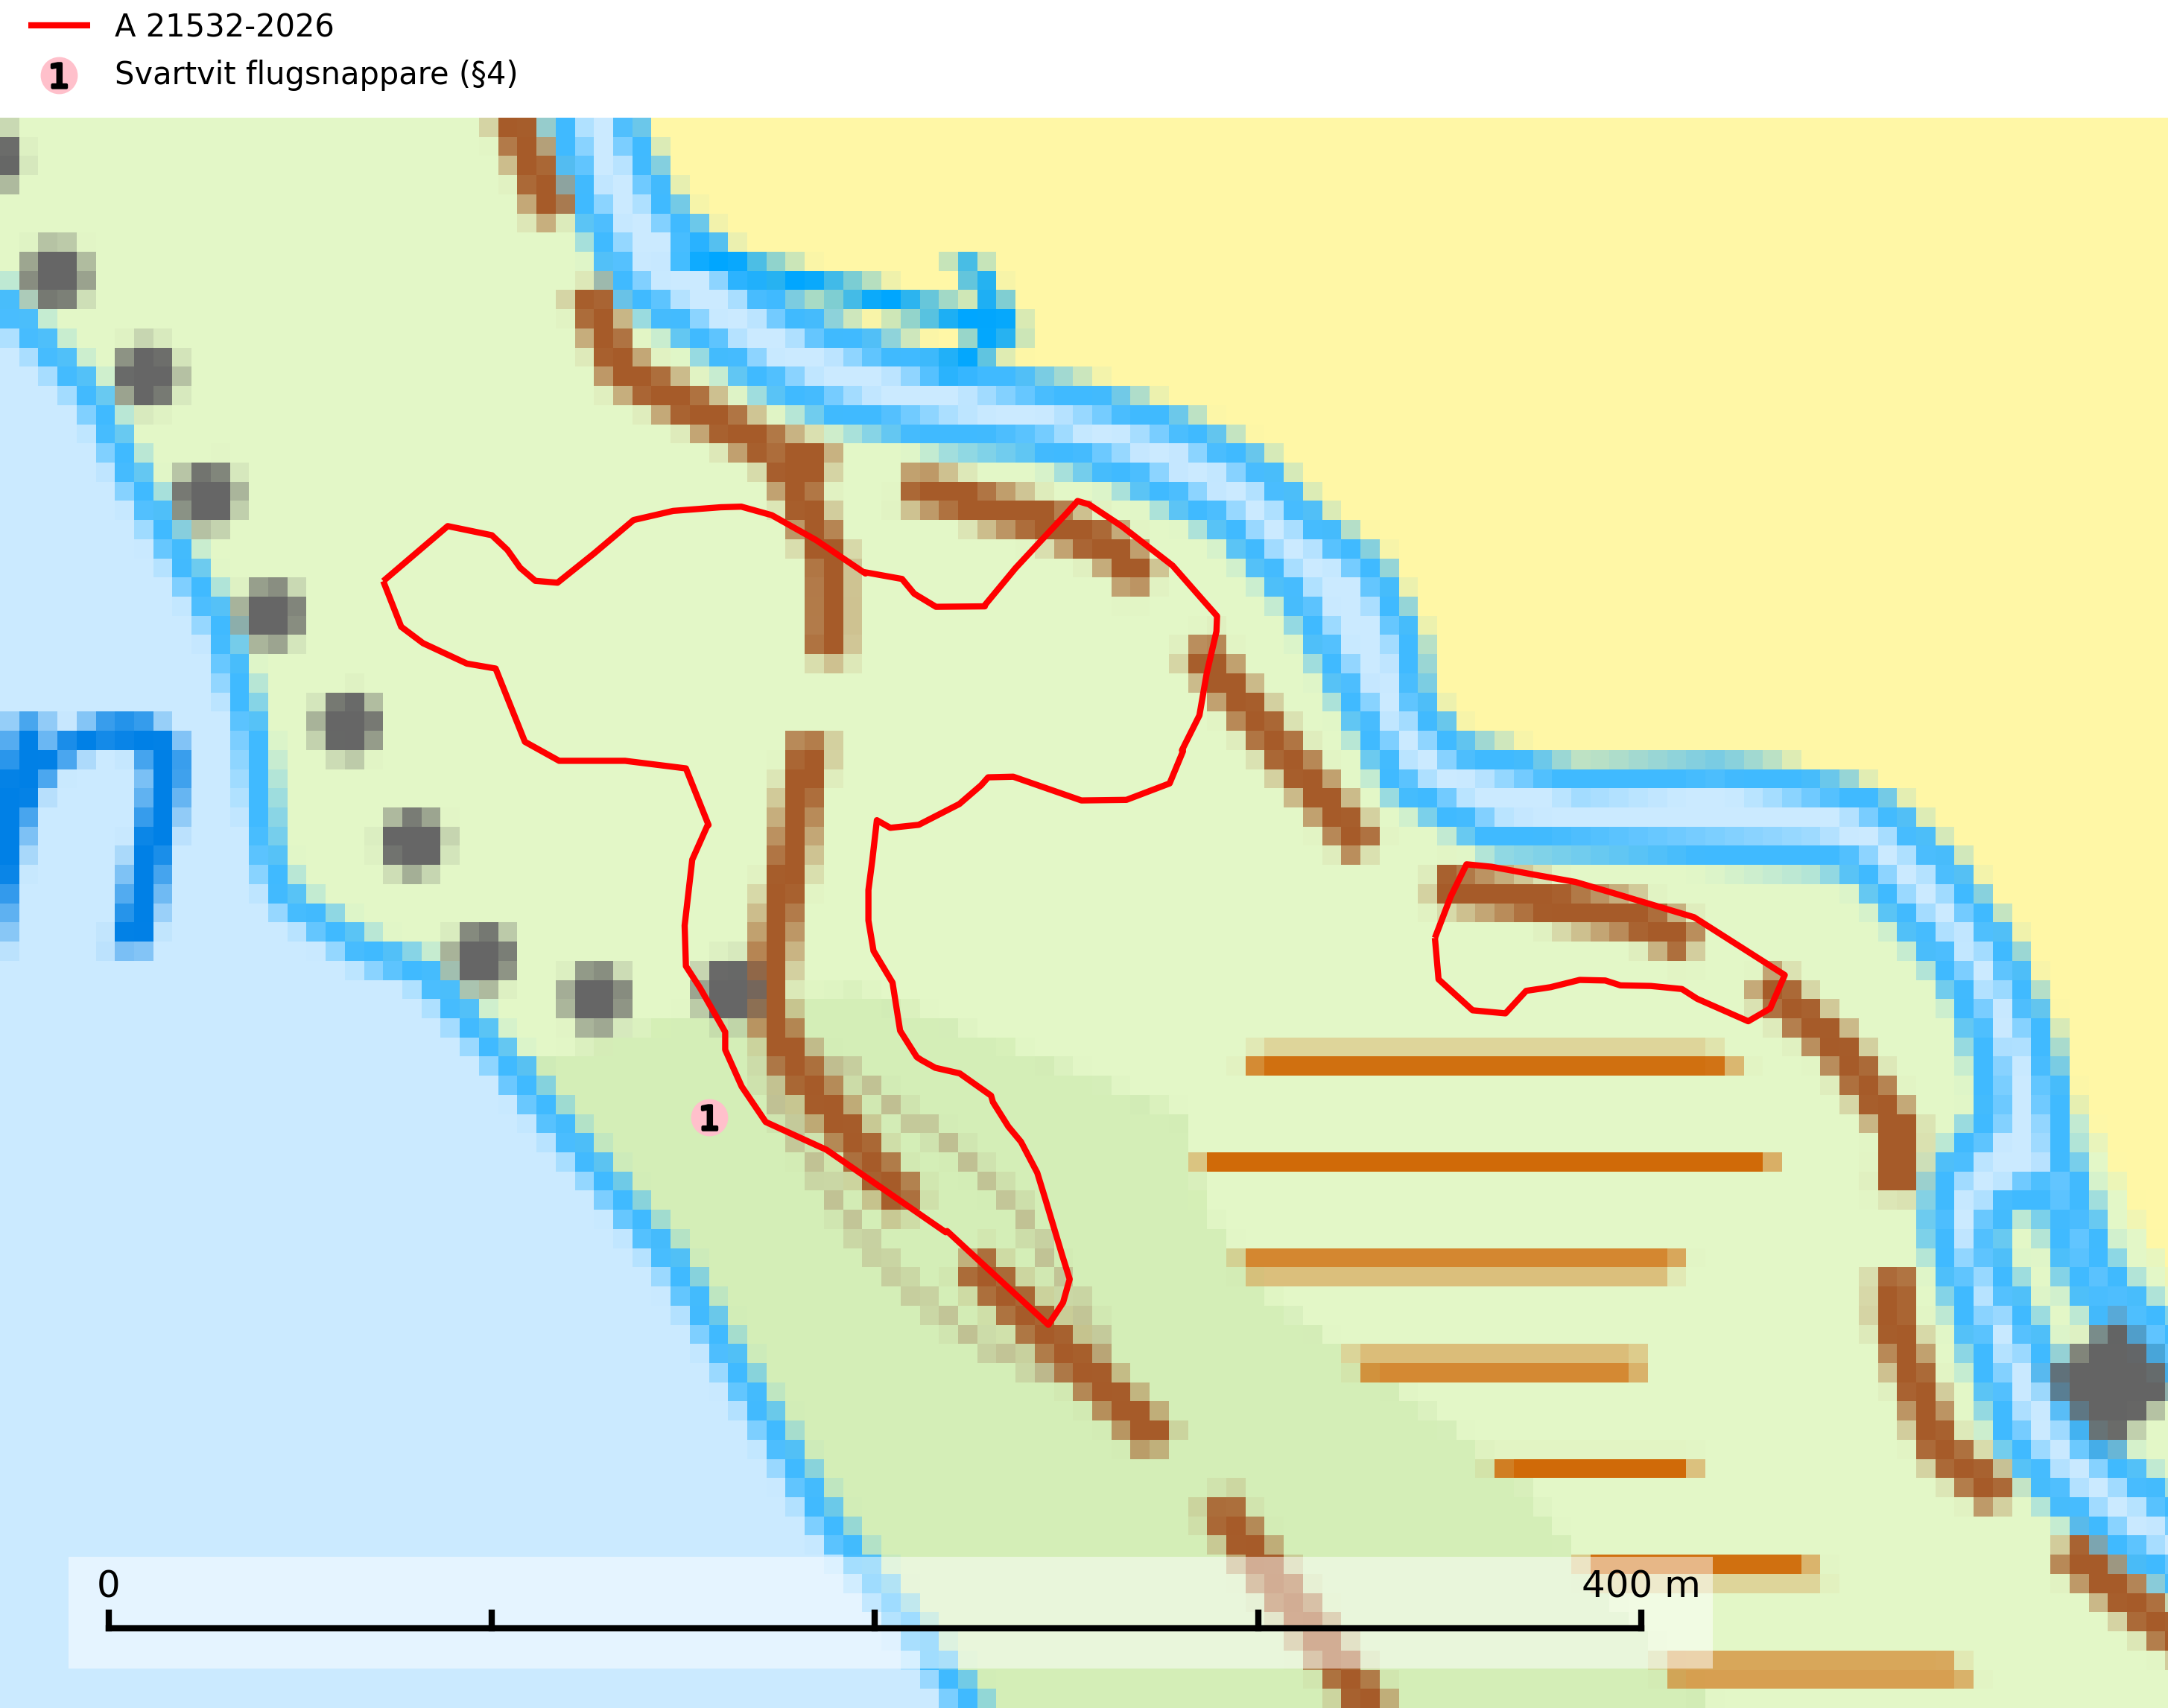 A 21532-2026
1 Svartvit flugsnappare (§4)
1
0 400 m